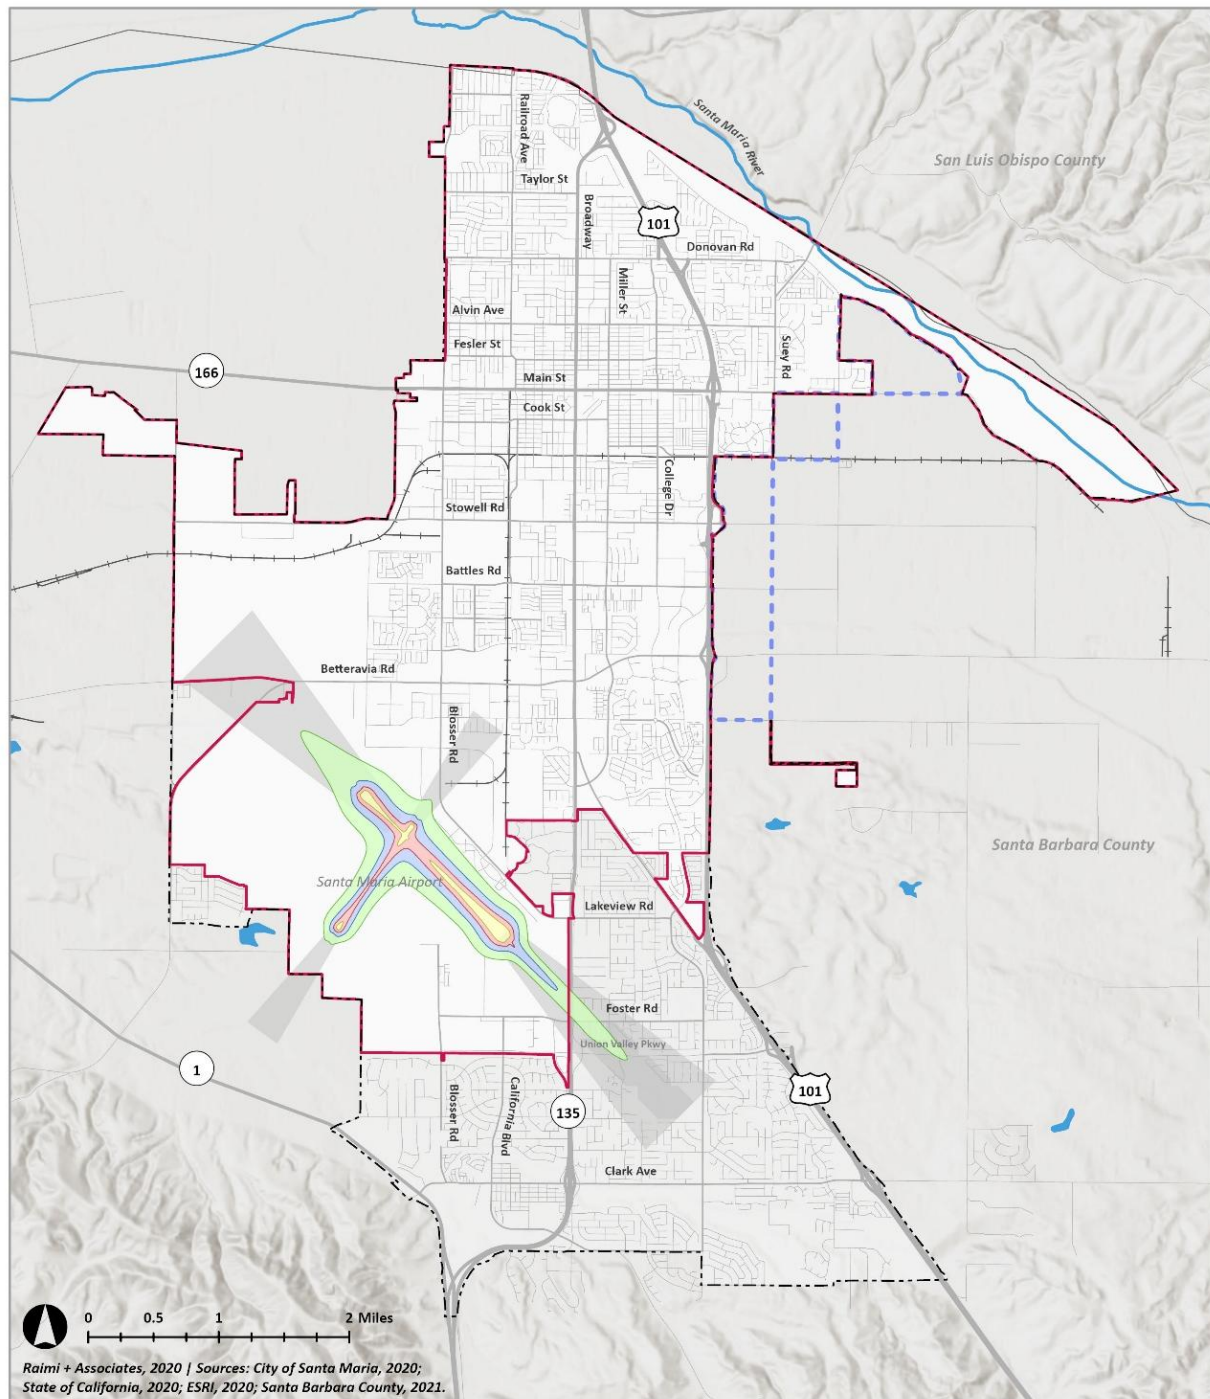 Santa Maria River
San Luis Obispo County
Railroad Ave
Taylor St
Broadway
101
Donovan Rd
Miller St
Alvin Ave
Fesler St
Suey Rd
166
Main St
Cook St
College Dr
Stowell Rd
Battles Rd
Betteravia Rd
Blosser Rd
Santa Barbara County
Santa Maria Airport
Lakeview Rd
Foster Rd
Union Valley Pkwy
1
101
Blosser Rd
California Blvd
135
Clark Ave
0 0.5 1 2 Miles
Raimi + Associates, 2020 | Sources: City of Santa Maria, 2020;
State of California, 2020; ESRI, 2020; Santa Barbara County, 2021.